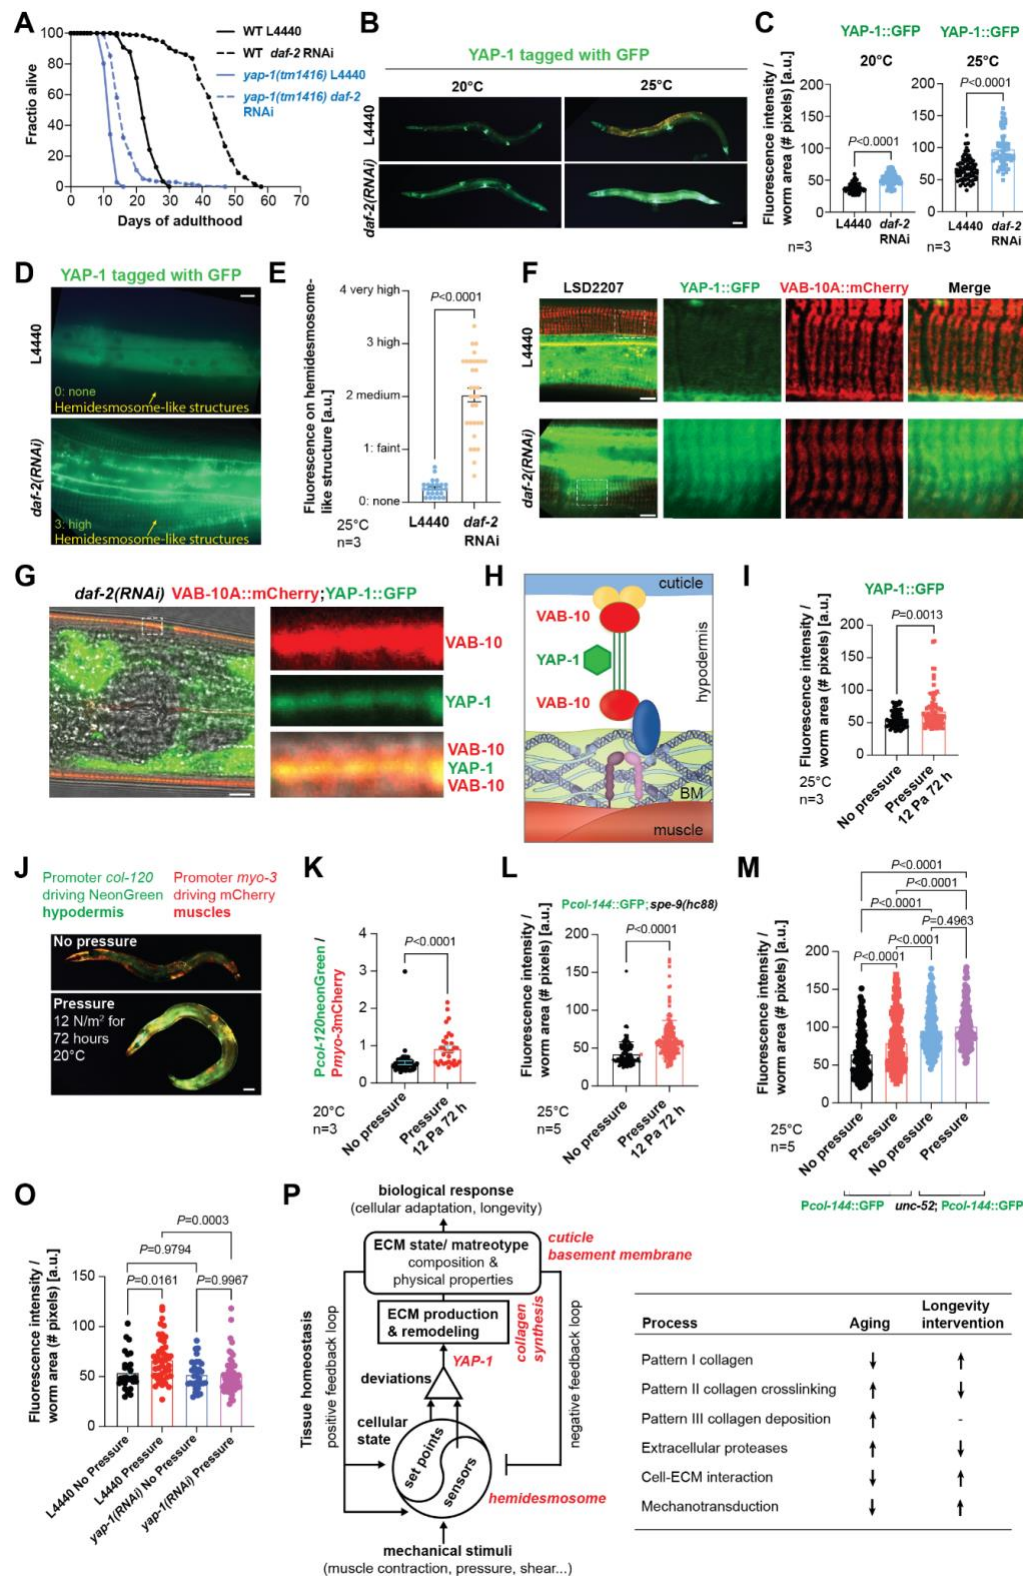 A
Fractio alive
100
80
60
40
20
0
0 10 20 30 40 50 60 70
Days of adulthood
WT L4440
WT daf-2 RNAi
yap-1(tm1416) L4440
yap-1(tm1416) daf-2
RNAi
B
YAP-1 tagged with GFP
20°C 25°C
L4440
daf-2(RNAi)
C
YAP-1::GFP YAP-1::GFP
20°C 25°C
Fluorescence intensity /
worm area (# pixels) [a.u.]
200
150
100
50
0
P<0.0001
L4440 daf-2
RNAi
n=3
200
150
100
50
0
P<0.0001
L4440 daf-2
RNAi
n=3
D
YAP-1 tagged with GFP
L4440
0: none
Hemidesmosome-like structures
daf-2(RNAi)
3: high
Hemidesmosome-like structures
E
Fluorescence on hemidesmosome-
like structure [a.u.]
4 very high
3 high
2 medium
1: faint
0: none
P<0.0001
L4440 daf-2
RNAi
25°C
n=3
F
LSD2207 YAP-1::GFP VAB-10A::mCherry Merge
L4440
daf-2(RNAi)
G
daf-2(RNAi) VAB-10A::mCherry;YAP-1::GFP
VAB-10
YAP-1
VAB-10
YAP-1
VAB-10
H
cuticle
VAB-10
YAP-1
VAB-10
hypodermis
BM
muscle
I
YAP-1::GFP
Fluorescence intensity /
worm area (# pixels) [a.u.]
200
150
100
50
0
P=0.0013
25°C
n=3
No pressure
Pressure
12 Pa 72 h
J
Promoter col-120
driving NeonGreen
hypodermis
Promoter myo-3
driving mCherry
muscles
No pressure
Pressure
12 N/m² for
72 hours
20°C
K
Pcol-120neonGreen /
Pmyo-3mCherry
4
3
2
1
0
P<0.0001
20°C
n=3
No pressure
Pressure
12 Pa 72 h
L
Pcol-144::GFP; spe-9(hc88)
Fluorescence intensity /
worm area (# pixels) [a.u.]
200
150
100
50
0
P<0.0001
25°C
n=5
No pressure
Pressure
12 Pa 72 h
M
Fluorescence intensity /
worm area (# pixels) [a.u.]
200
150
100
50
0
P<0.0001
P<0.0001
P<0.0001
P=0.4963
P<0.0001
P<0.0001
25°C
n=5
No pressure
Pressure
No pressure
Pressure
Pcol-144::GFP unc-52; Pcol-144::GFP
O
Fluorescence intensity /
worm area (# pixels) [a.u.]
150
100
50
0
P=0.0003
P=0.9794
P=0.0161
P=0.9967
L4440 No Pressure
L4440 Pressure
yap-1(RNAi) No Pressure
yap-1(RNAi) Pressure
P
biological response
(cellular adaptation, longevity)
ECM state/ matreotype
composition &
physical properties
cuticle
basement membrane
ECM production
& remodeling
collagen
synthesis
YAP-1
deviations
cellular
state
set points
sensors
hemidesmosome
Tissue homeostasis
positive feedback loop
negative feedback loop
mechanical stimuli
(muscle contraction, pressure, shear...)
Process Aging Longevity
intervention
Pattern I collagen ↓ ↑
Pattern II collagen crosslinking ↑ ↓
Pattern III collagen deposition ↑ -
Extracellular proteases ↑ ↓
Cell-ECM interaction ↓ ↑
Mechanotransduction ↓ ↑